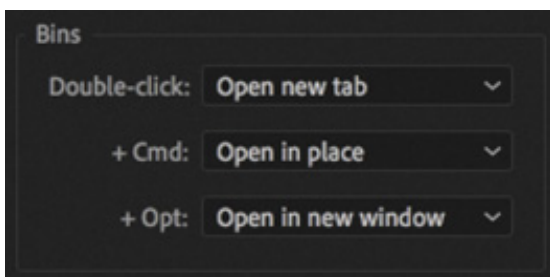 Bins
Double-click: Open new tab
+ Cmd: Open in place
+ Opt: Open in new window